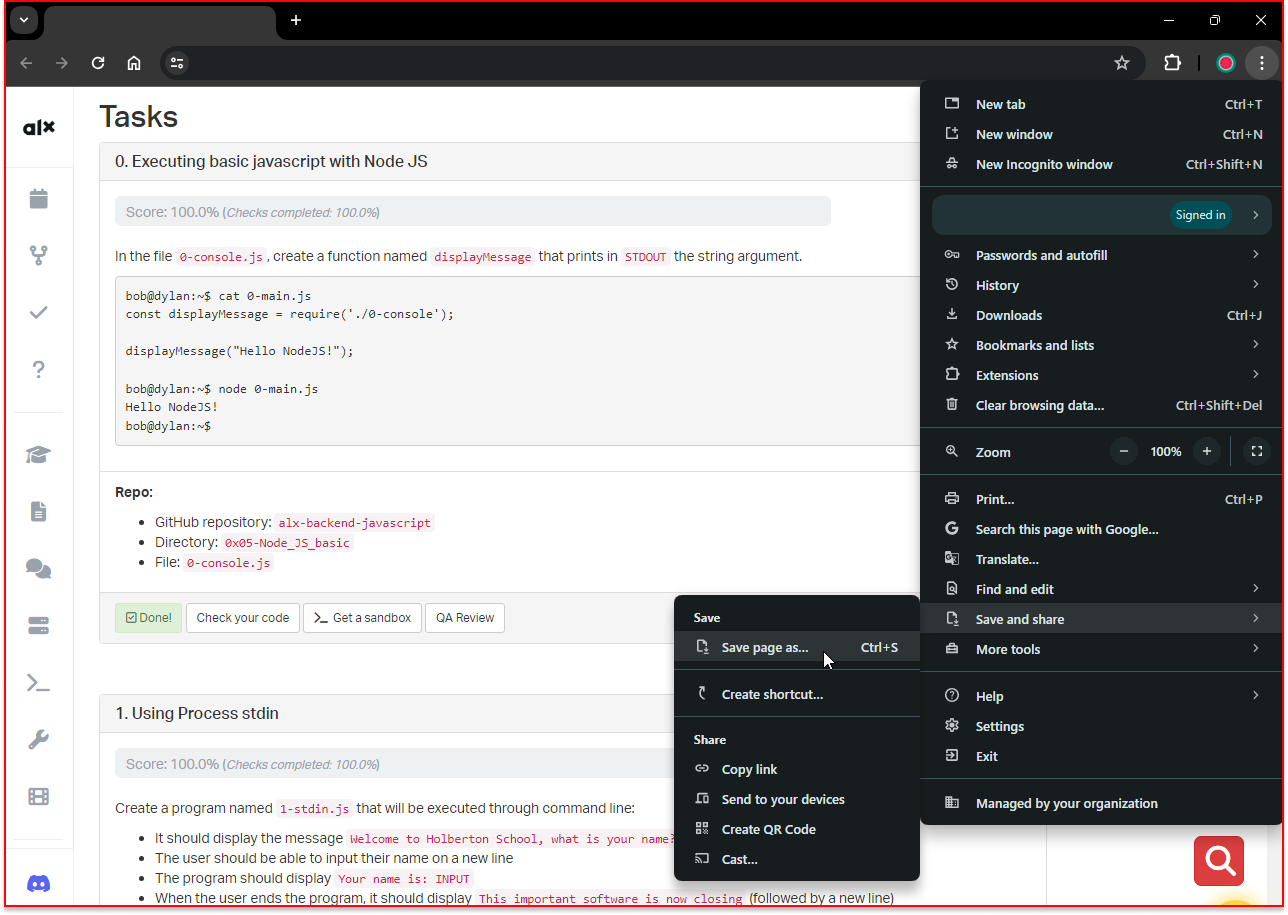 alx
Tasks
0. Executing basic javascript with Node JS
Score: 100.0% (Checks completed: 100.0%)
In the file 0-console.js, create a function named displayMessage that prints in STDOUT the string argument.
bob@dylan:~$ cat 0-main.js
const displayMessage = require('./0-console');
displayMessage("Hello NodeJS!");
bob@dylan:~$ node 0-main.js
Hello NodeJS!
bob@dylan:~$
Repo:
GitHub repository: alx-backend-javascript
Directory: 0x05-Node_JS_basic
File: 0-console.js
Done! Check your code Get a sandbox QA Review
1. Using Process stdin
Score: 100.0% (Checks completed: 100.0%)
Create a program named 1-stdin.js that will be executed through command line:
It should display the message Welcome to Holberton School, what is your name?
The user should be able to input their name on a new line
The program should display Your name is: INPUT
When the user ends the program, it should display This important software is now closing (followed by a new line)
New tab Ctrl+T
New window Ctrl+N
New Incognito window Ctrl+Shift+N
Signed in
Passwords and autofill
History
Downloads Ctrl+J
Bookmarks and lists
Extensions
Clear browsing data... Ctrl+Shift+Del
Zoom − 100% +
Print... Ctrl+P
Search this page with Google...
Translate...
Find and edit
Save and share
More tools
Help
Settings
Exit
Managed by your organization
Save
Save page as... Ctrl+S
Create shortcut...
Share
Copy link
Send to your devices
Create QR Code
Cast...